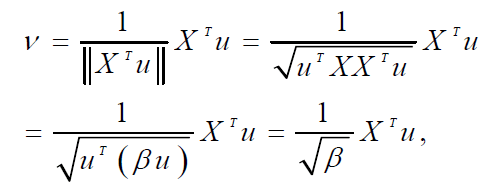 ν = 1/‖X^T u‖ X^T u = 1/√(u^T X X^T u) X^T u
= 1/√(u^T (βu)) X^T u = 1/√β X^T u,